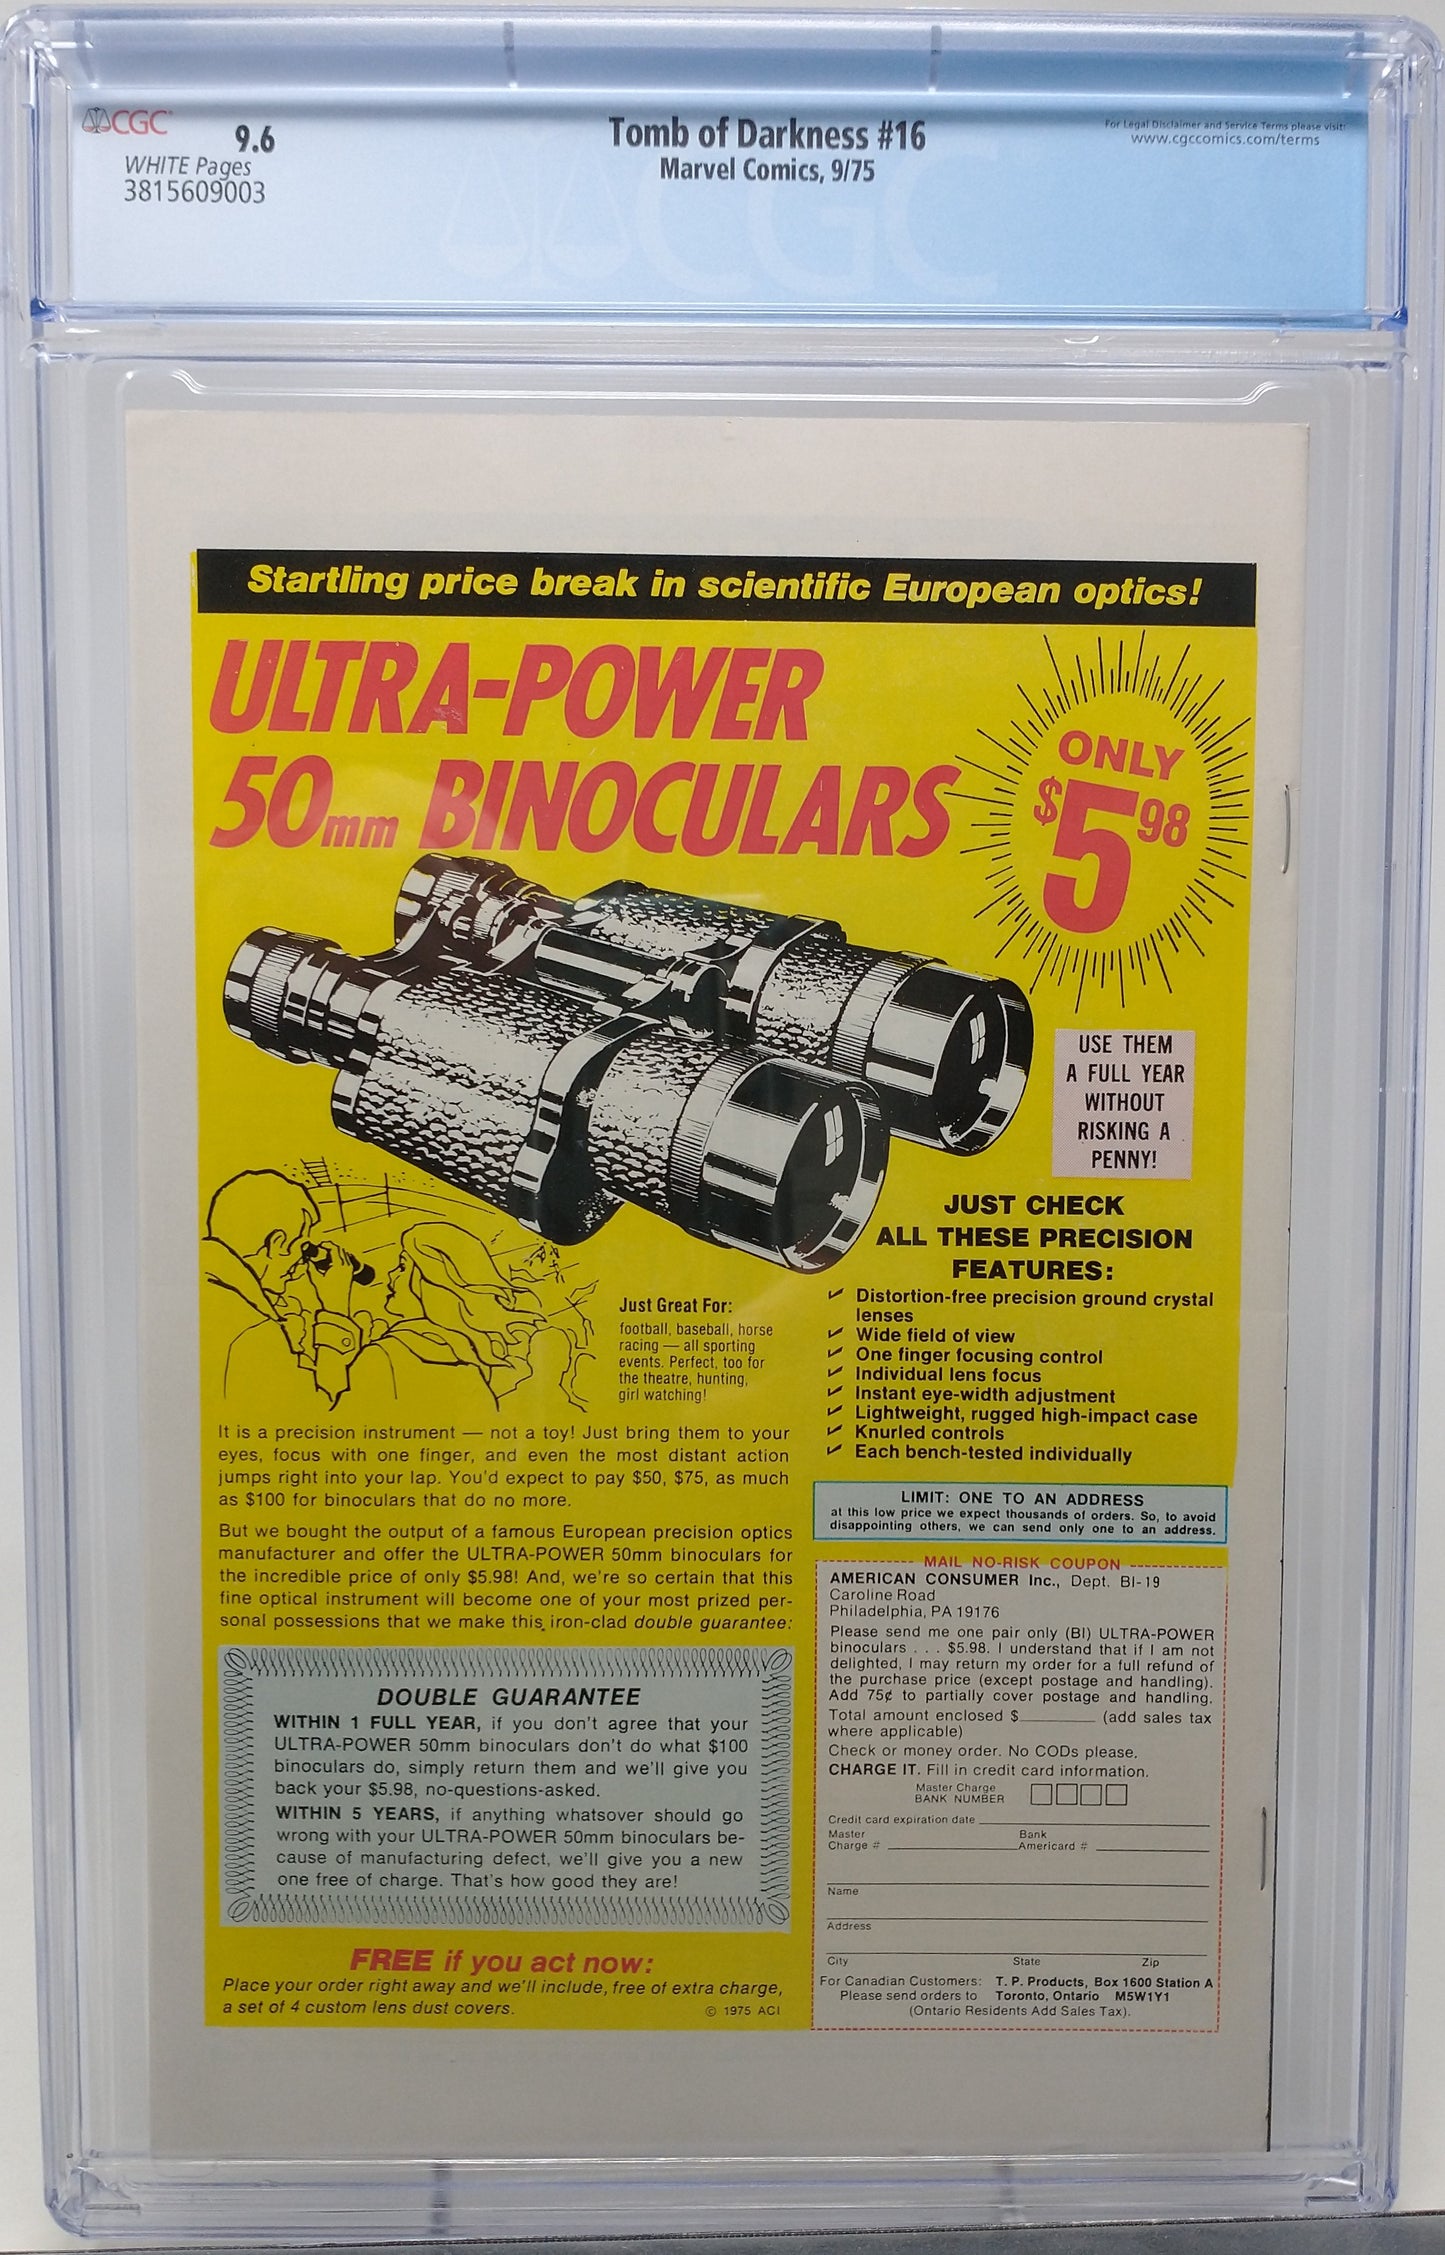 CGC
9.6
WHITE Pages
3815609003
Tomb of Darkness #16
Marvel Comics, 9/75
For Legal Disclaimer and Service Terms please visit:
www.cgccomics.com/terms
CGC
Startling price break in scientific European optics!
ULTRA-POWER
50mm BINOCULARS
ONLY
$5 98
USE THEM
A FULL YEAR
WITHOUT
RISKING A
PENNY!
JUST CHECK
ALL THESE PRECISION
FEATURES:
Distortion-free precision ground crystal
lenses
Wide field of view
One finger focusing control
Individual lens focus
Instant eye-width adjustment
Lightweight, rugged high-impact case
Knurled controls
Each bench-tested individually
Just Great For:
football, baseball, horse
racing — all sporting
events. Perfect, too for
the theatre, hunting,
girl watching!
It is a precision instrument — not a toy! Just bring them to your
eyes, focus with one finger, and even the most distant action
jumps right into your lap. You'd expect to pay $50, $75, as much
as $100 for binoculars that do no more.
But we bought the output of a famous European precision optics
manufacturer and offer the ULTRA-POWER 50mm binoculars for
the incredible price of only $5.98! And, we're so certain that this
fine optical instrument will become one of your most prized per-
sonal possessions that we make this iron-clad double guarantee:
DOUBLE GUARANTEE
WITHIN 1 FULL YEAR, if you don't agree that your
ULTRA-POWER 50mm binoculars don't do what $100
binoculars do, simply return them and we'll give you
back your $5.98, no-questions-asked.
WITHIN 5 YEARS, if anything whatsover should go
wrong with your ULTRA-POWER 50mm binoculars be-
cause of manufacturing defect, we'll give you a new
one free of charge. That's how good they are!
FREE if you act now:
Place your order right away and we'll include, free of extra charge,
a set of 4 custom lens dust covers.
© 1975 ACI
LIMIT: ONE TO AN ADDRESS
at this low price we expect thousands of orders. So, to avoid
disappointing others, we can send only one to an address.
MAIL NO-RISK COUPON
AMERICAN CONSUMER Inc., Dept. BI-19
Caroline Road
Philadelphia, PA 19176
Please send me one pair only (BI) ULTRA-POWER
binoculars . . . $5.98. I understand that if I am not
delighted, I may return my order for a full refund of
the purchase price (except postage and handling).
Add 75¢ to partially cover postage and handling.
Total amount enclosed $ (add sales tax
where applicable)
Check or money order. No CODs please.
CHARGE IT. Fill in credit card information.
Master Charge
BANK NUMBER
Credit card expiration date
Master Bank
Charge # Americard #
Name
Address
City State Zip
For Canadian Customers: T. P. Products, Box 1600 Station A
Please send orders to Toronto, Ontario M5W1Y1
(Ontario Residents Add Sales Tax).